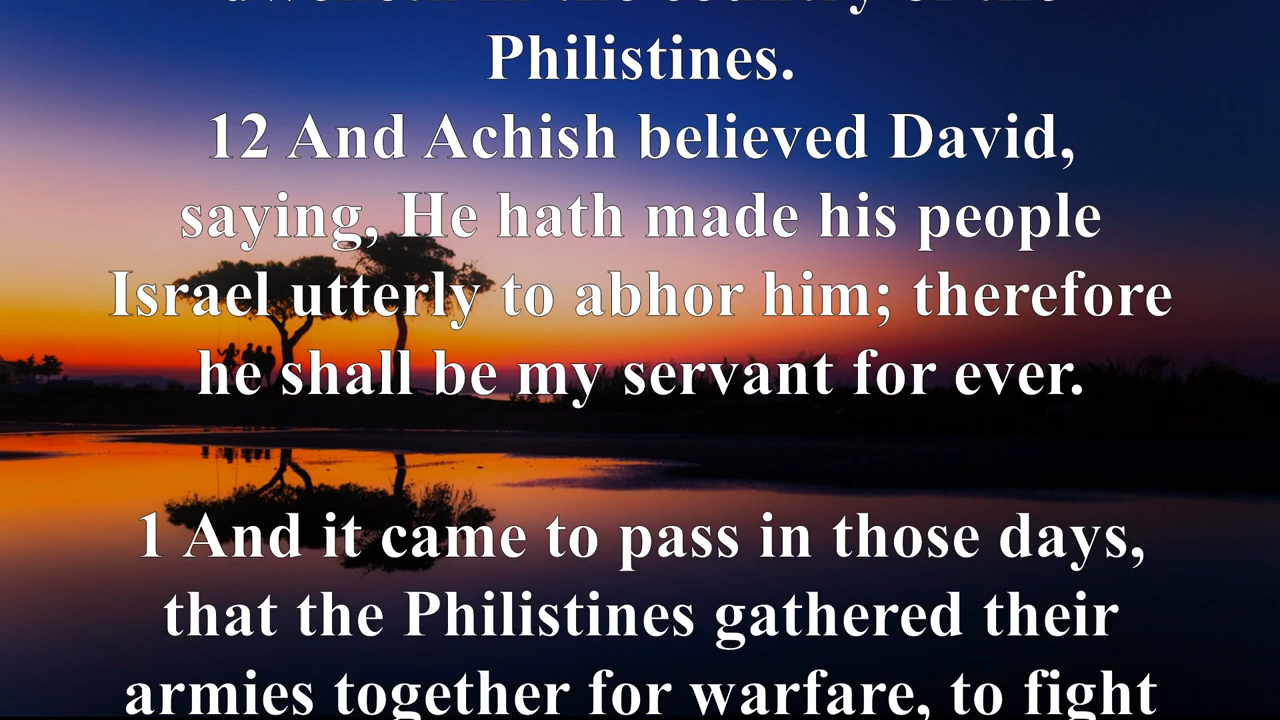 Philistines.
12 And Achish believed David,
saying, He hath made his people
Israel utterly to abhor him; therefore
he shall be my servant for ever.
1 And it came to pass in those days,
that the Philistines gathered their
armies together for warfare, to fight